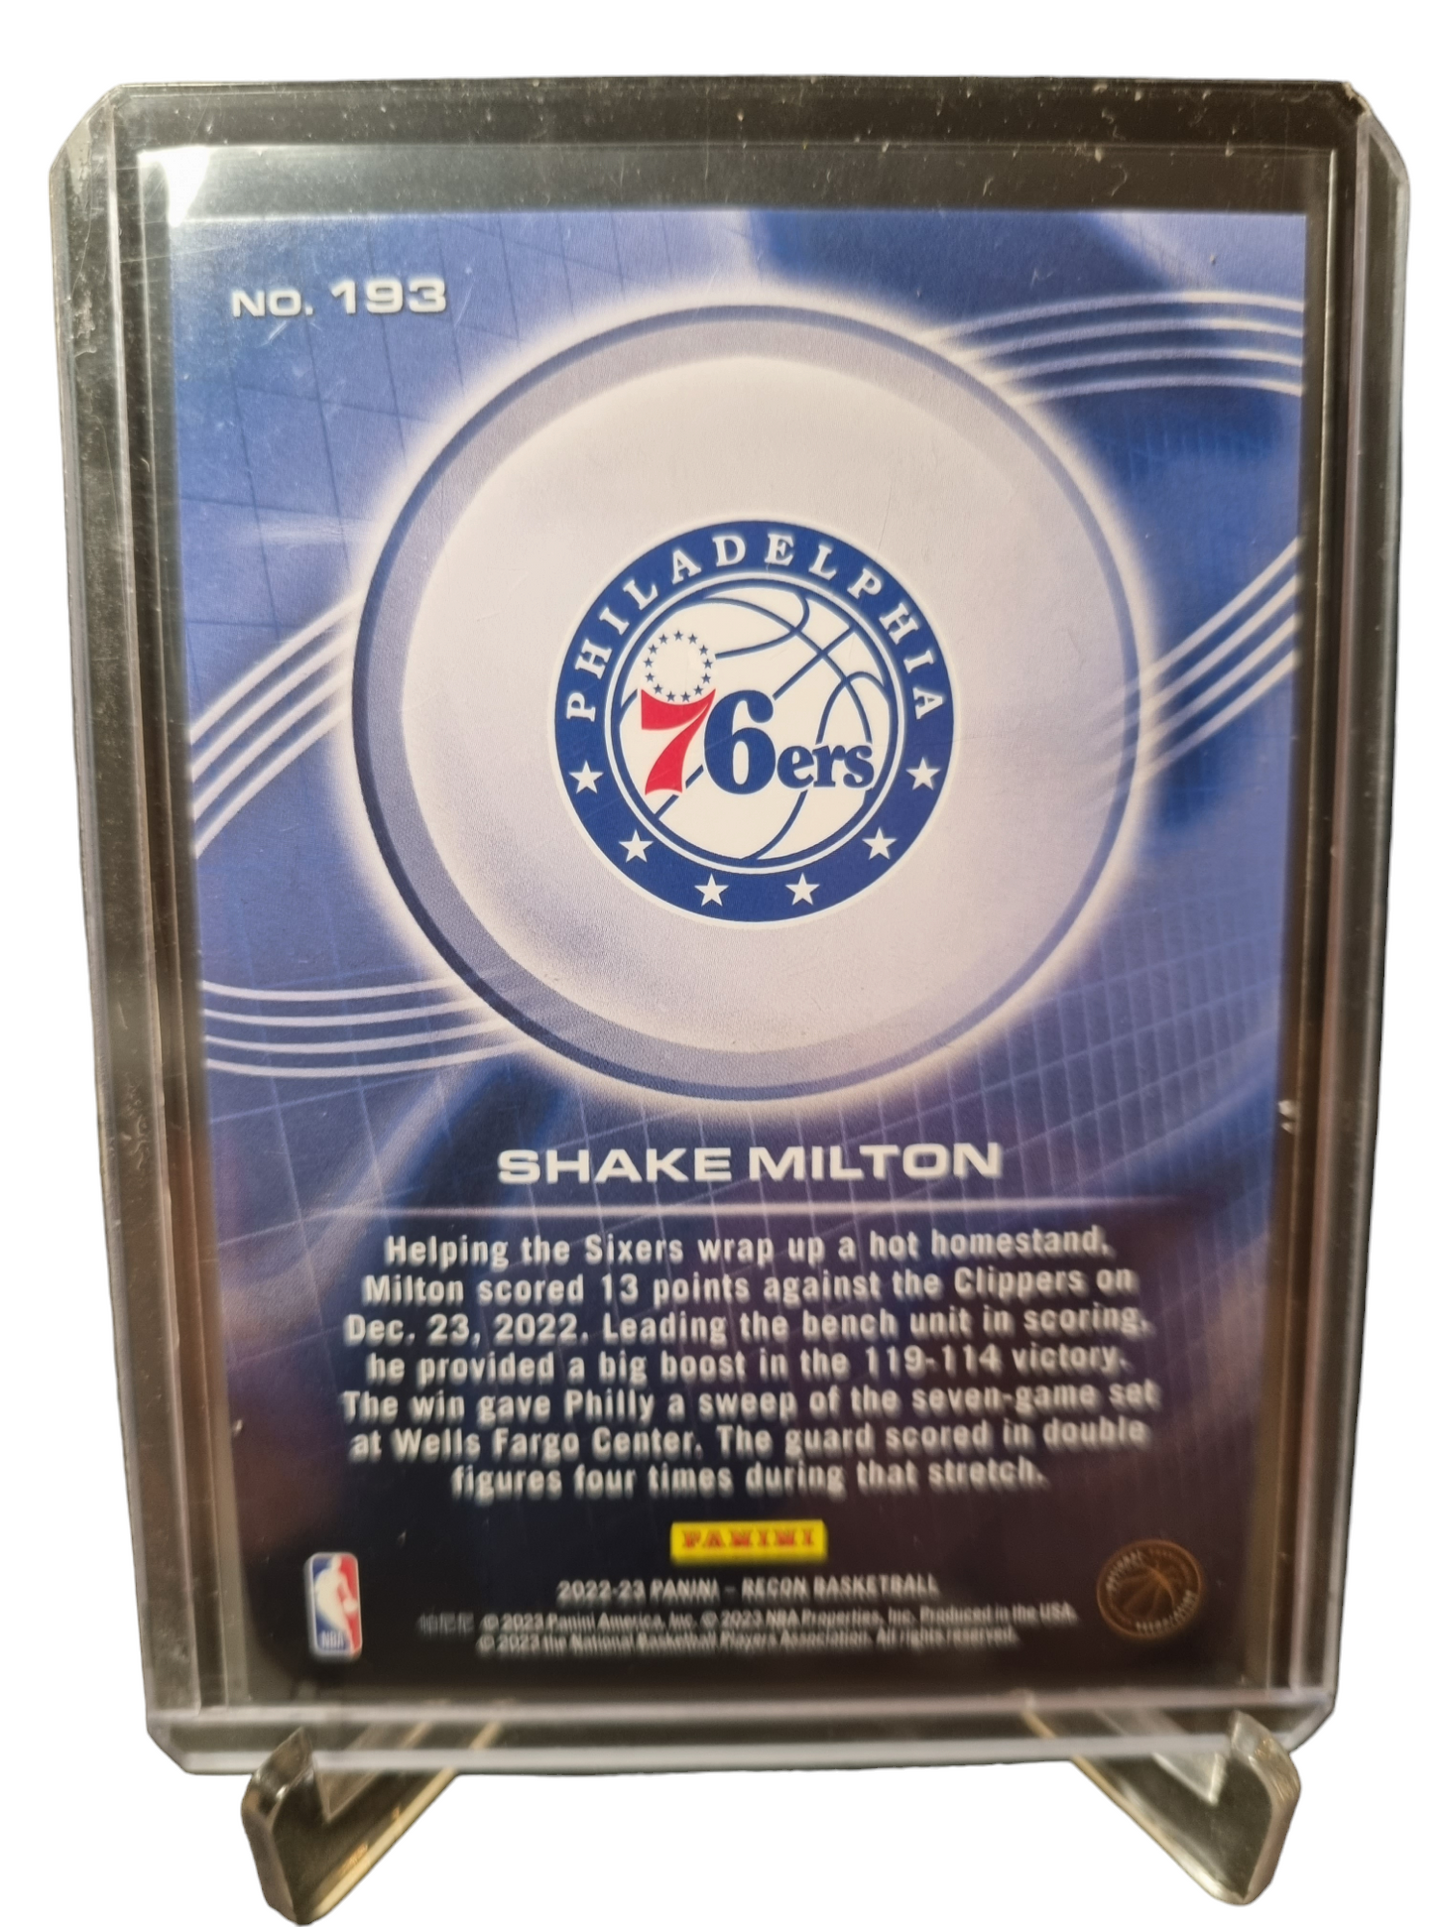 NO. 193
PHILADELPHIA
76ers
SHAKE MILTON
Helping the Sixers wrap up a hot homestand,
Milton scored 13 points against the Clippers on
Dec. 23, 2022. Leading the bench unit in scoring,
he provided a big boost in the 119-114 victory.
The win gave Philly a sweep of the seven-game set
at Wells Fargo Center. The guard scored in double
figures four times during that stretch.
PANINI
2022-23 PANINI – RECON BASKETBALL
© 2023 Panini America, Inc. © 2023 NBA Properties, Inc. Produced in the USA.
© 2023 the National Basketball Players Association. All rights reserved.
NBA